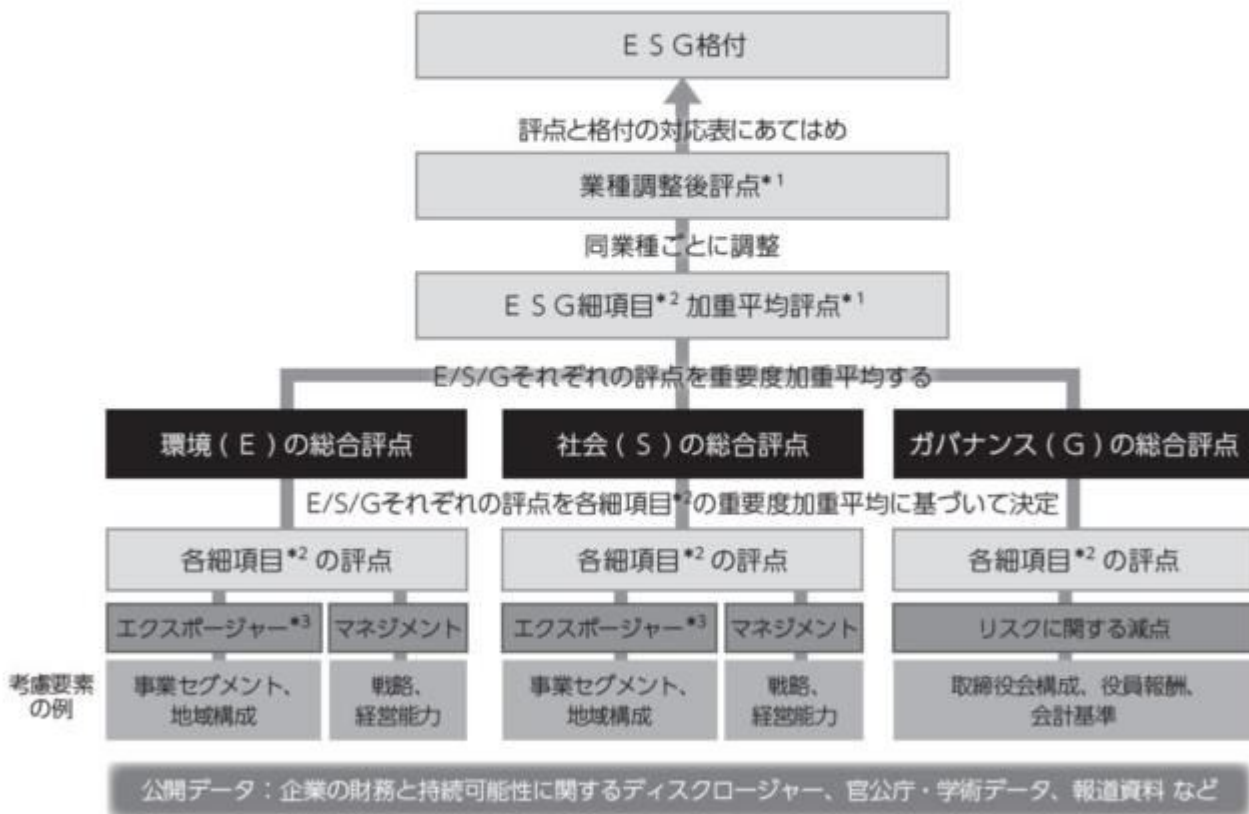 ＥＳＧ格付
評点と格付の対応表にあてはめ
業種調整後評点*1
同業種ごとに調整
ＥＳＧ細項目*2 加重平均評点*1
E/S/Gそれぞれの評点を重要度加重平均する
環境(Ｅ)の総合評点
社会(Ｓ)の総合評点
ガバナンス(Ｇ)の総合評点
E/S/Gそれぞれの評点を各細項目*2の重要度加重平均に基づいて決定
各細項目*2 の評点
各細項目*2 の評点
各細項目*2 の評点
エクスポージャー*3
マネジメント
エクスポージャー*3
マネジメント
リスクに関する減点
考慮要素
の例
事業セグメント、
地域構成
戦略、
経営能力
事業セグメント、
地域構成
戦略、
経営能力
取締役会構成、役員報酬、
会計基準
公開データ：企業の財務と持続可能性に関するディスクロージャー、官公庁・学術データ、報道資料 など